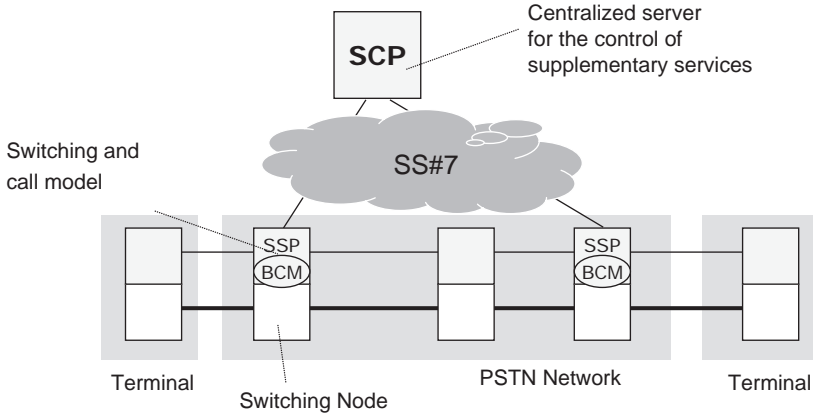 Centralized server
for the control of
supplementary services
SCP
Switching and
call model
SS#7
SSP
BCM
SSP
BCM
Terminal
Switching Node
PSTN Network
Terminal